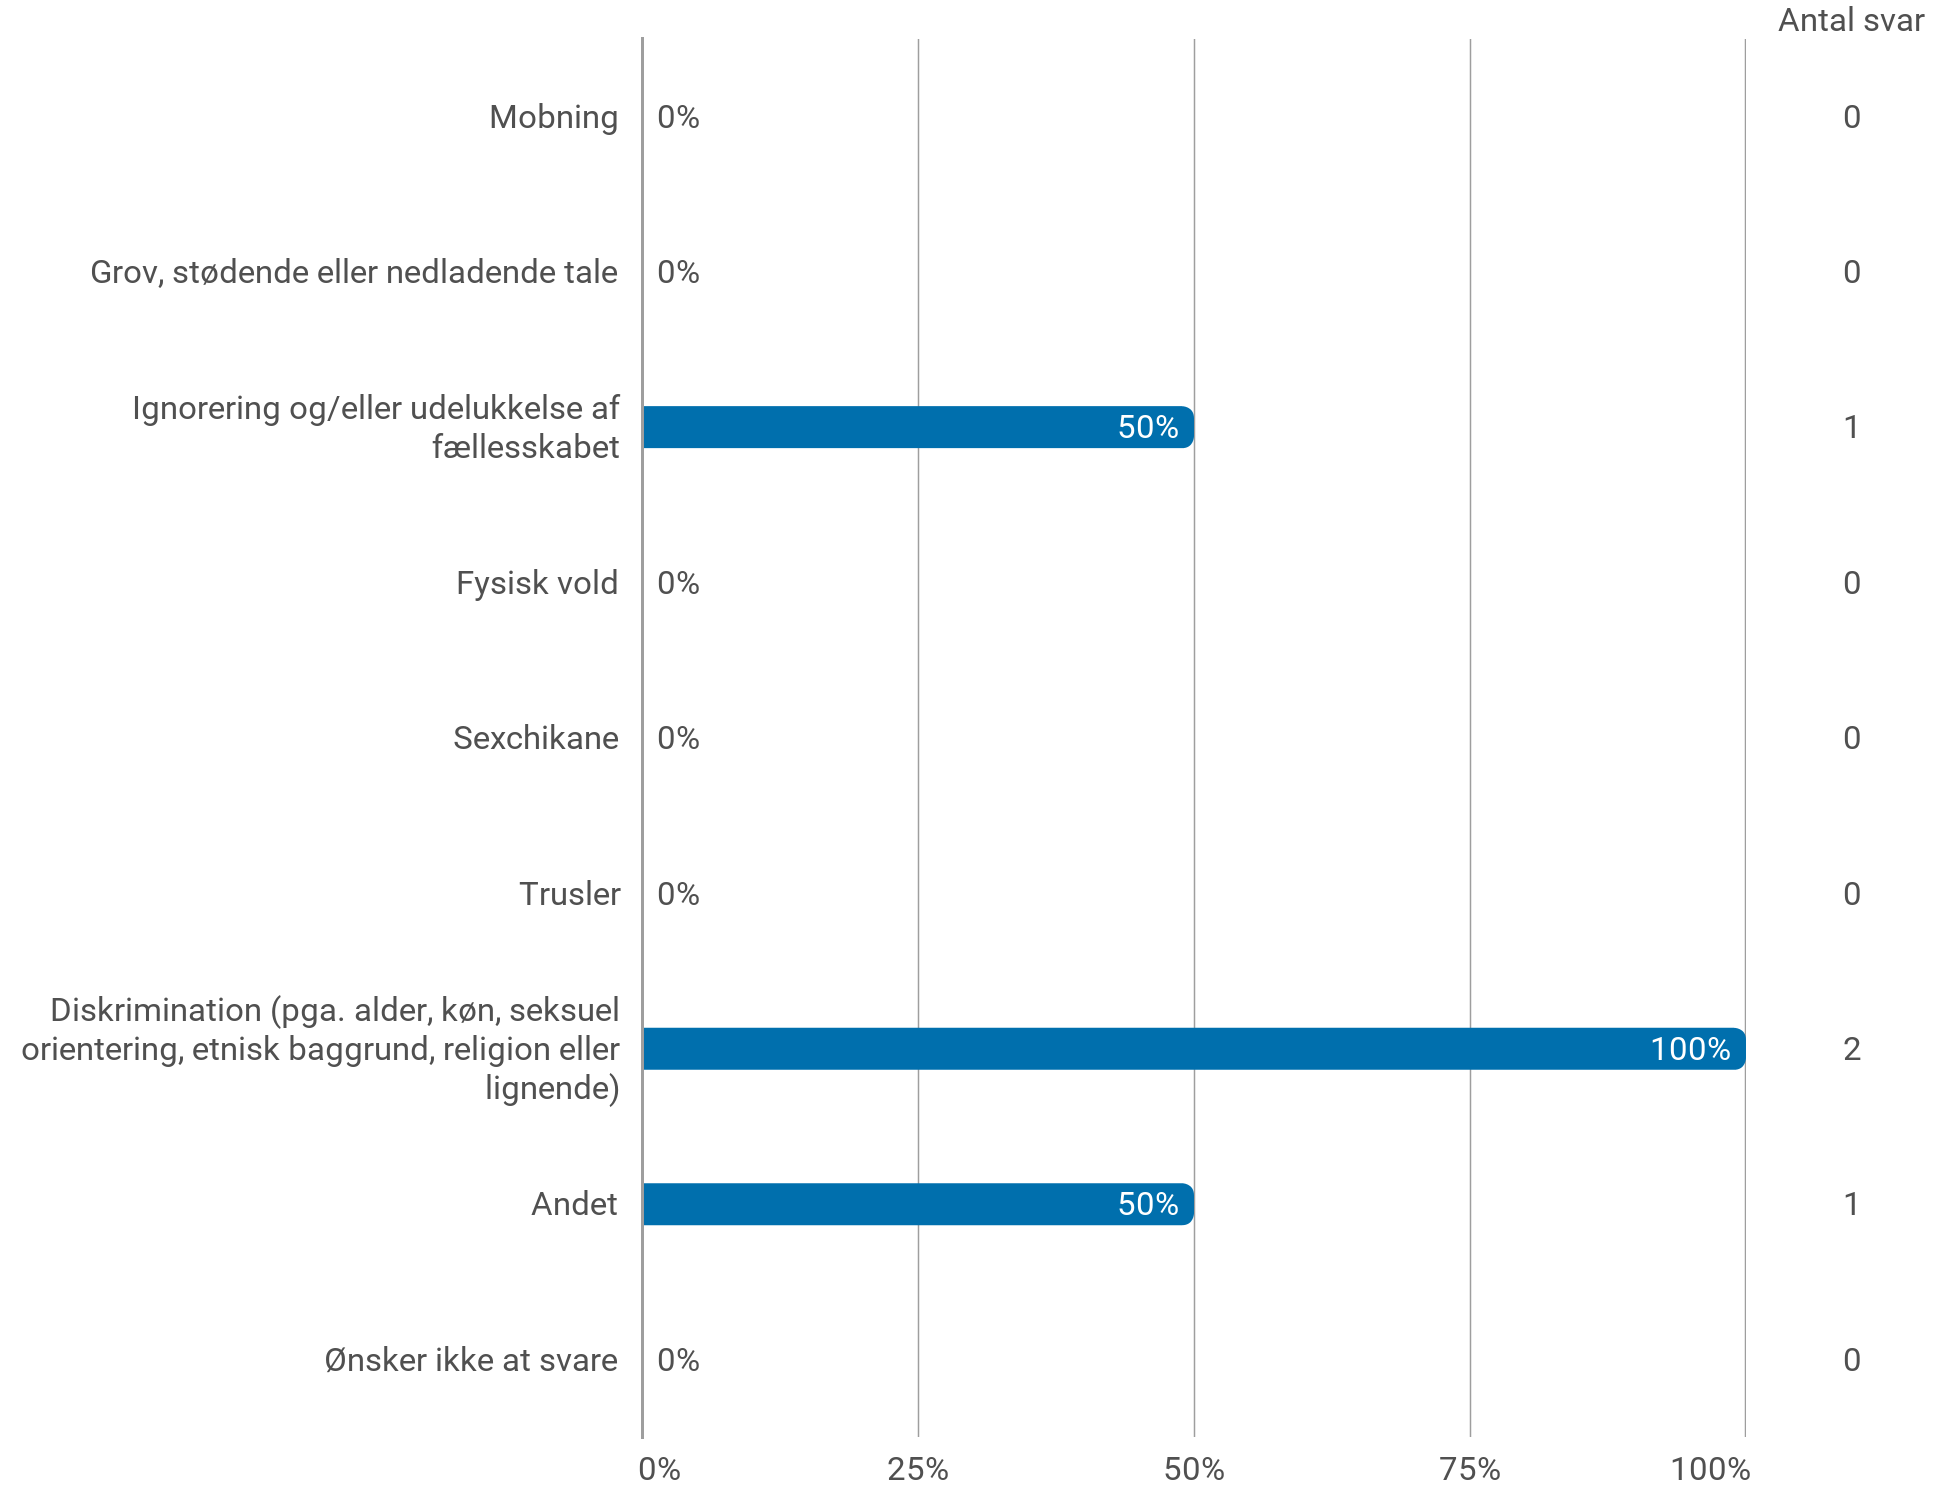 Antal svar
Mobning 0% 0
Grov, stødende eller nedladende tale 0% 0
Ignorering og/eller udelukkelse af
fællesskabet
50% 1
Fysisk vold 0% 0
Sexchikane 0% 0
Trusler 0% 0
Diskrimination (pga. alder, køn, seksuel
orientering, etnisk baggrund, religion eller
lignende)
100% 2
Andet 50% 1
Ønsker ikke at svare 0% 0
0% 25% 50% 75% 100%